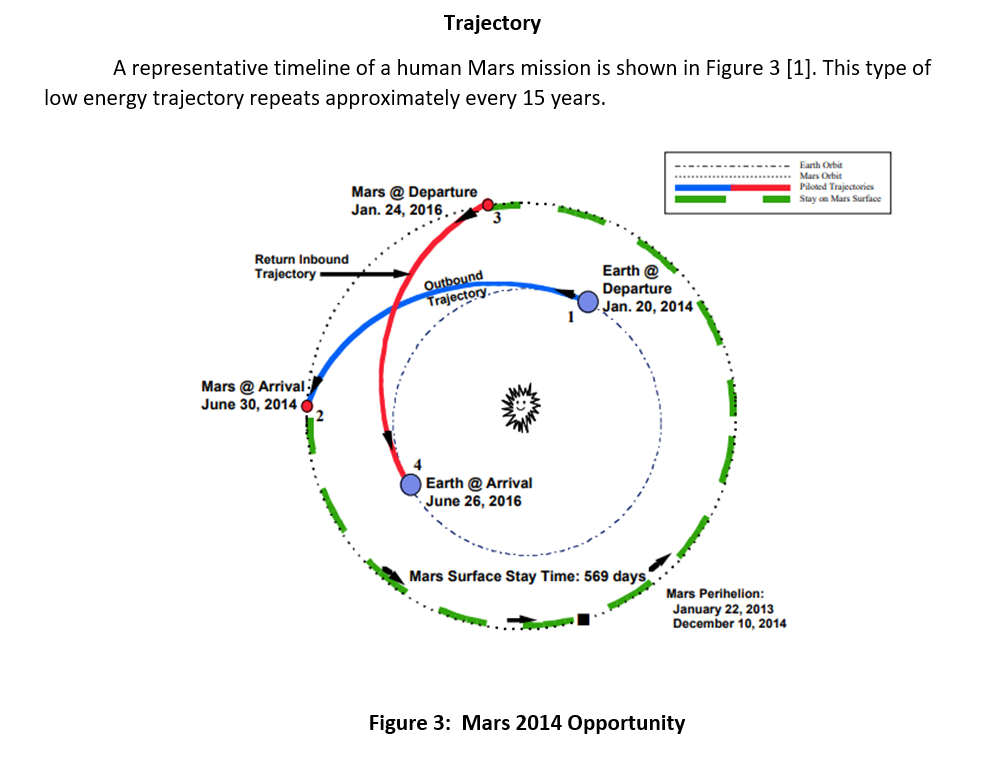 Trajectory
A representative timeline of a human Mars mission is shown in Figure 3 [1]. This type of
low energy trajectory repeats approximately every 15 years.
Earth Orbit
Mars Orbit
Piloted Trajectories
Stay on Mars Surface
Mars @ Departure
Jan. 24, 2016
3
Return Inbound
Trajectory
Outbound
Trajectory
Earth @
Departure
Jan. 20, 2014
1
Mars @ Arrival
June 30, 2014
2
4
Earth @ Arrival
June 26, 2016
Mars Surface Stay Time: 569 days
Mars Perihelion:
January 22, 2013
December 10, 2014
Figure 3: Mars 2014 Opportunity